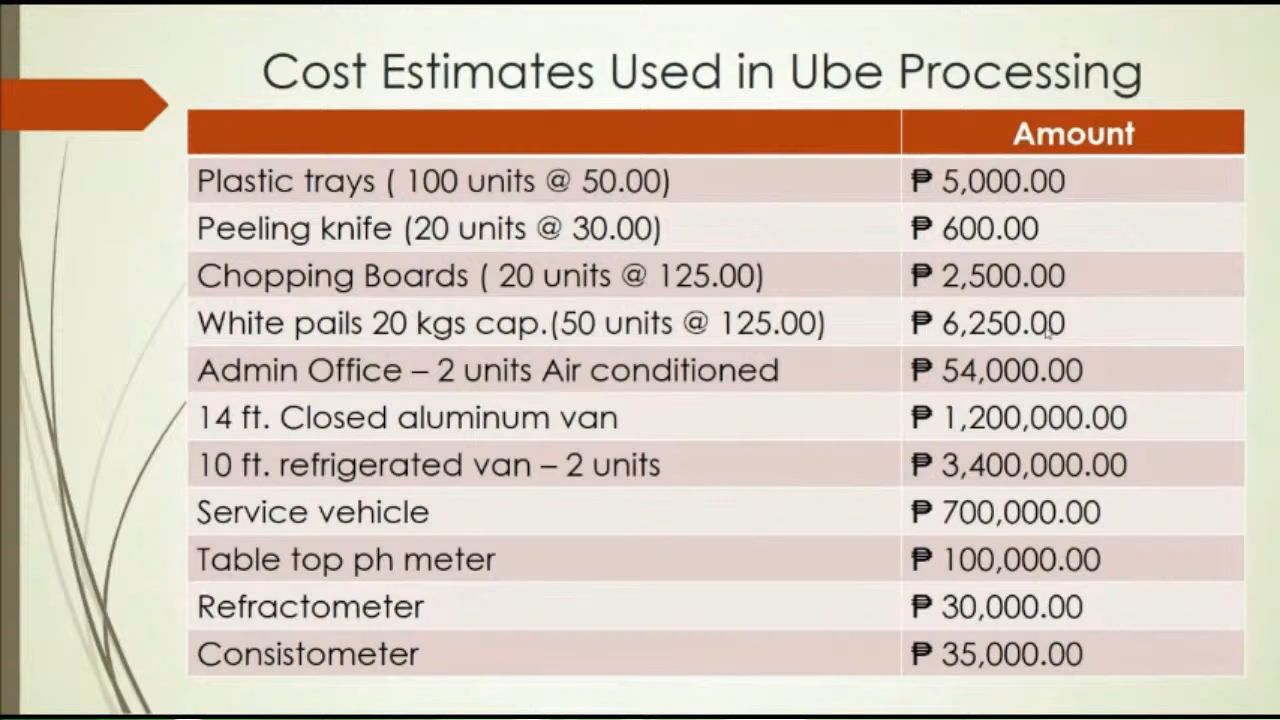 Cost Estimates Used in Ube Processing
Amount
Plastic trays ( 100 units @ 50.00) ₱ 5,000.00
Peeling knife (20 units @ 30.00) ₱ 600.00
Chopping Boards ( 20 units @ 125.00) ₱ 2,500.00
White pails 20 kgs cap.(50 units @ 125.00) ₱ 6,250.00
Admin Office – 2 units Air conditioned ₱ 54,000.00
14 ft. Closed aluminum van ₱ 1,200,000.00
10 ft. refrigerated van – 2 units ₱ 3,400,000.00
Service vehicle ₱ 700,000.00
Table top ph meter ₱ 100,000.00
Refractometer ₱ 30,000.00
Consistometer ₱ 35,000.00